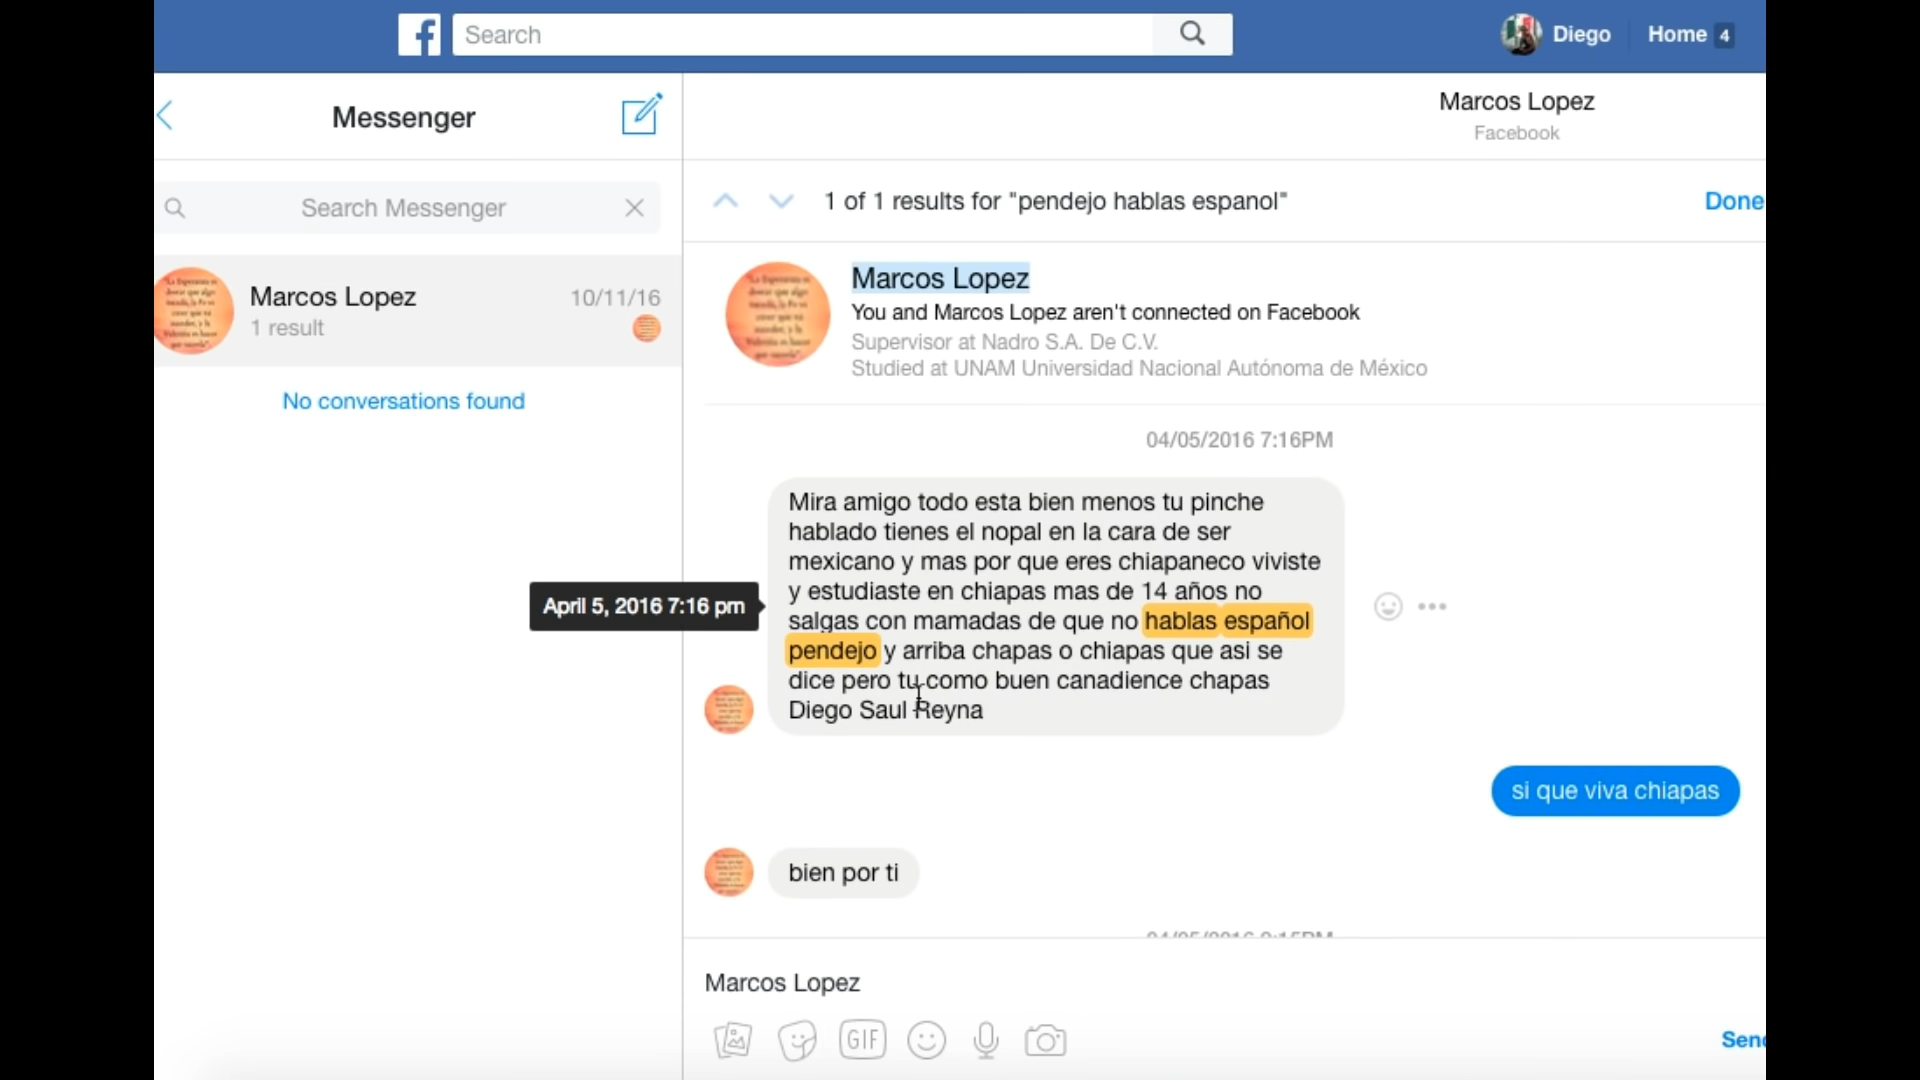 Search
Diego
Home 4
Messenger
Search Messenger
Marcos Lopez
10/11/16
1 result
No conversations found
Marcos Lopez
Facebook
1 of 1 results for "pendejo hablas espanol"
Done
Marcos Lopez
You and Marcos Lopez aren't connected on Facebook
Supervisor at Nadro S.A. De C.V.
Studied at UNAM Universidad Nacional Autónoma de México
04/05/2016 7:16PM
Mira amigo todo esta bien menos tu pinche
hablado tienes el nopal en la cara de ser
mexicano y mas por que eres chiapaneco viviste
y estudiaste en chiapas mas de 14 años no
salgas con mamadas de que no hablas español
pendejo y arriba chapas o chiapas que asi se
dice pero tu como buen canadience chapas
Diego Saul Reyna
April 5, 2016 7:16 pm
si que viva chiapas
bien por ti
Marcos Lopez
GIF
Send